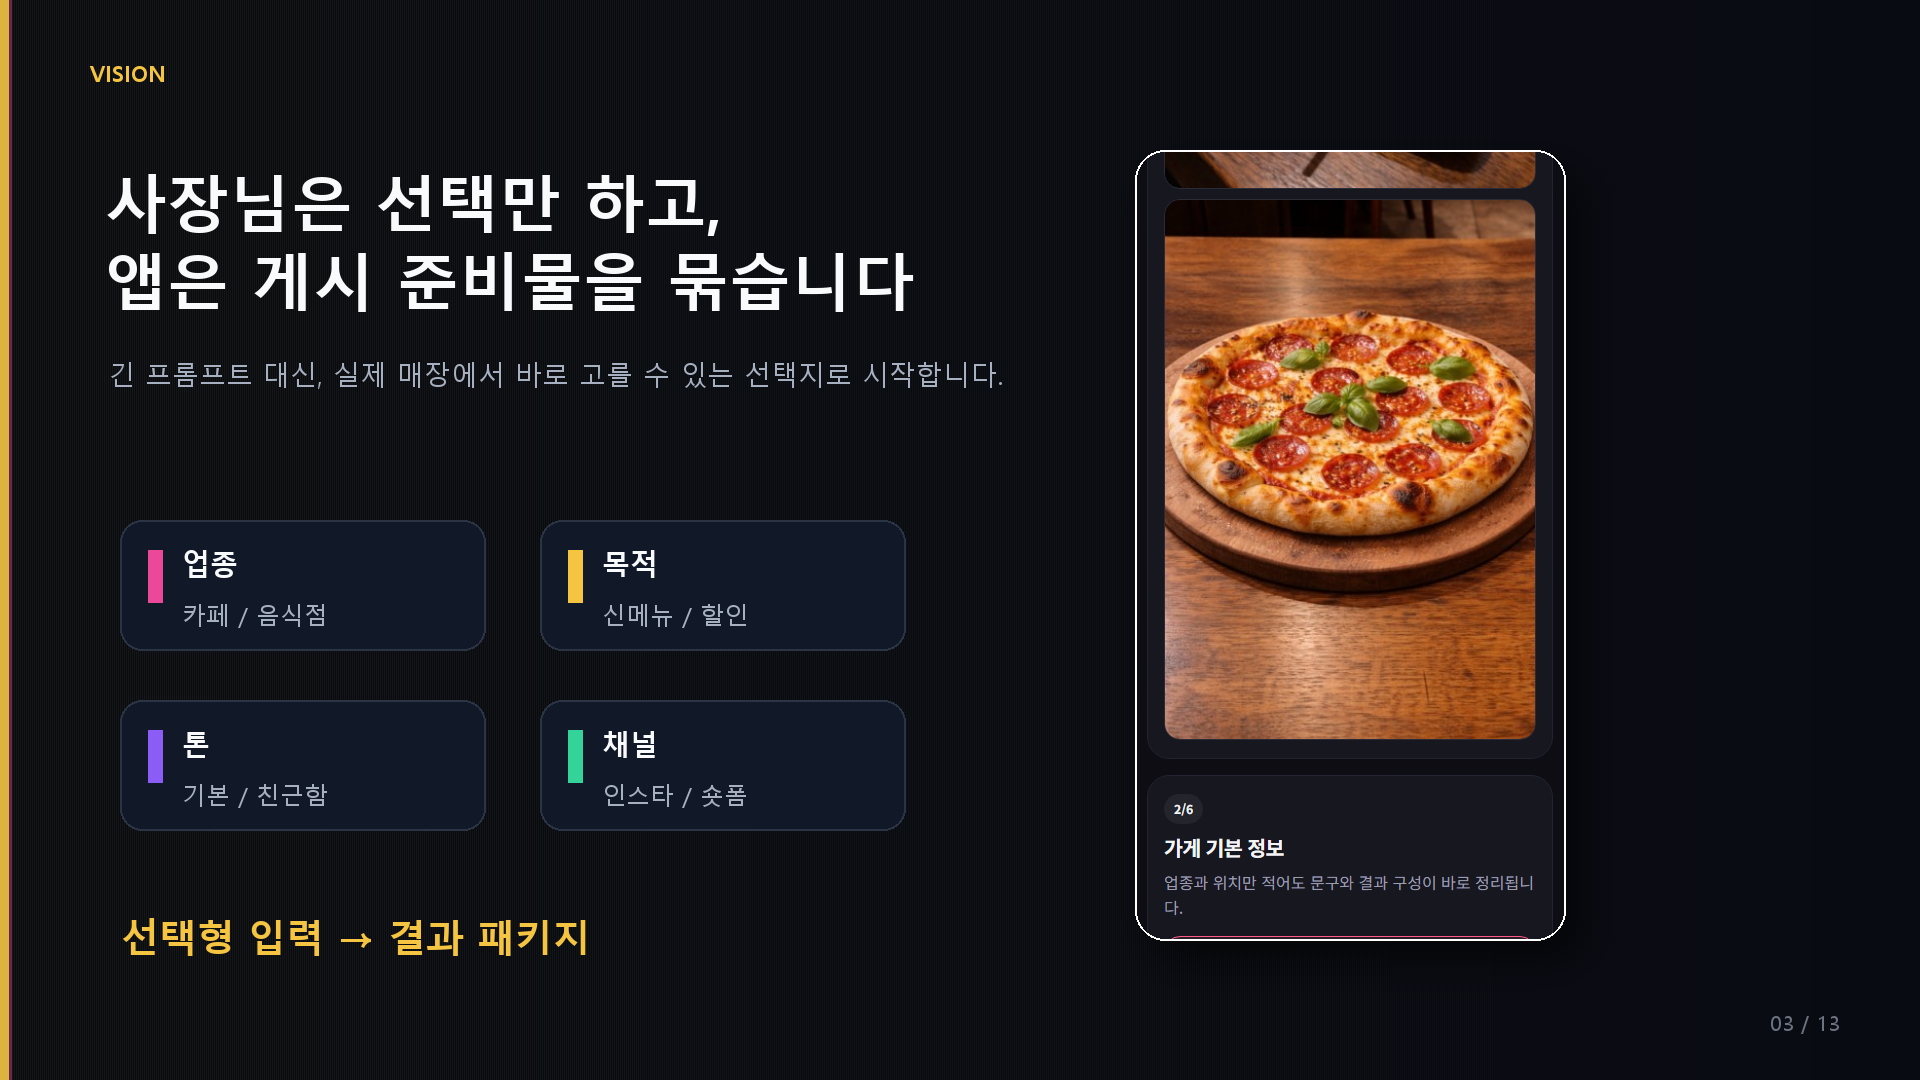 VISION
사장님은 선택만 하고,
앱은 게시 준비물을 묶습니다
긴 프롬프트 대신, 실제 매장에서 바로 고를 수 있는 선택지로 시작합니다.
업종
카페 / 음식점
목적
신메뉴 / 할인
톤
기본 / 친근함
채널
인스타 / 숏폼
선택형 입력 → 결과 패키지
2/6
가게 기본 정보
업종과 위치만 적어도 문구와 결과 구성이 바로 정리됩니
다.
03 / 13